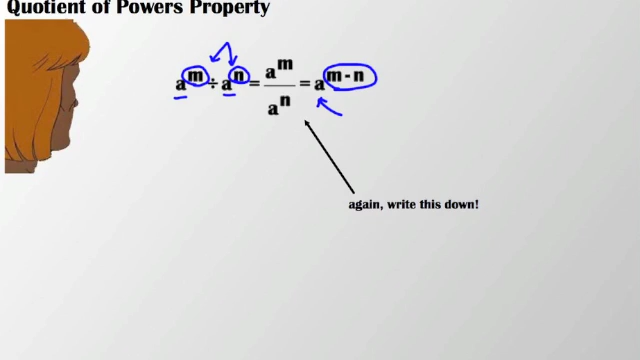 Quotient of Powers Property
a^m ÷ a^n = a^m / a^n = a^(m - n)
again, write this down!